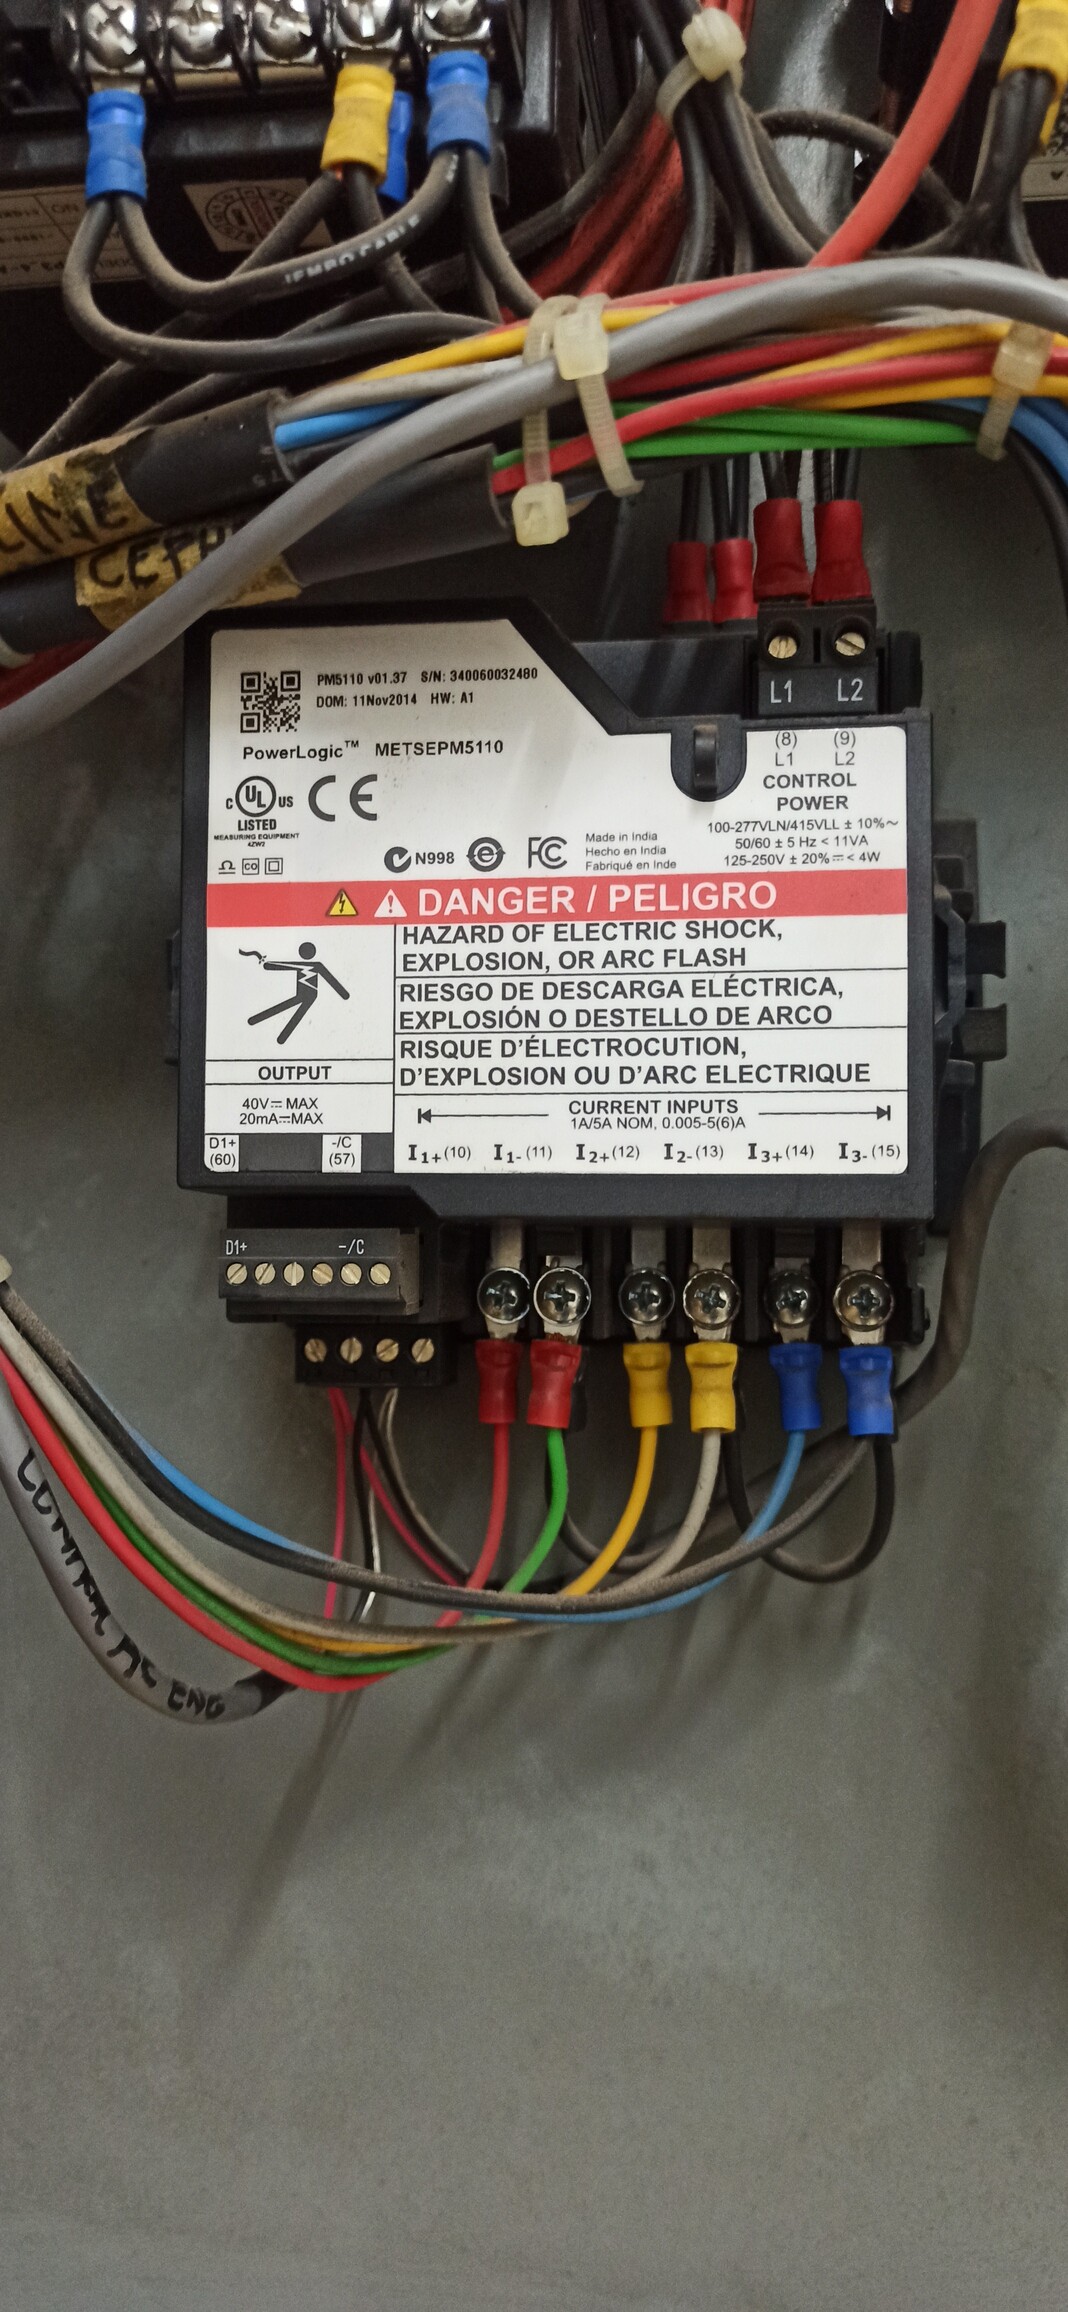 JEMBO CABLE
LINE
PM5110 v01.37 S/N: 340060032480
DOM: 11Nov2014 HW: A1
PowerLogic™ METSEPM5110
C UL US
LISTED
MEASURING EQUIPMENT
4ZW2
CE
N998
FC
Made in India
Hecho en India
Fabriqué en Inde
L1 L2
(8) (9)
L1 L2
CONTROL
POWER
100-277VLN/415VLL ± 10%~
50/60 ± 5 Hz < 11VA
125-250V ± 20%⎓< 4W
DANGER / PELIGRO
HAZARD OF ELECTRIC SHOCK,
EXPLOSION, OR ARC FLASH
RIESGO DE DESCARGA ELÉCTRICA,
EXPLOSIÓN O DESTELLO DE ARCO
RISQUE D'ÉLECTROCUTION,
D'EXPLOSION OU D'ARC ELECTRIQUE
OUTPUT
40V⎓ MAX
20mA⎓MAX
D1+ -/C
(60) (57)
CURRENT INPUTS
1A/5A NOM, 0.005-5(6)A
I1+(10) I1-(11) I2+(12) I2-(13) I3+(14) I3-(15)
D1+ -/C